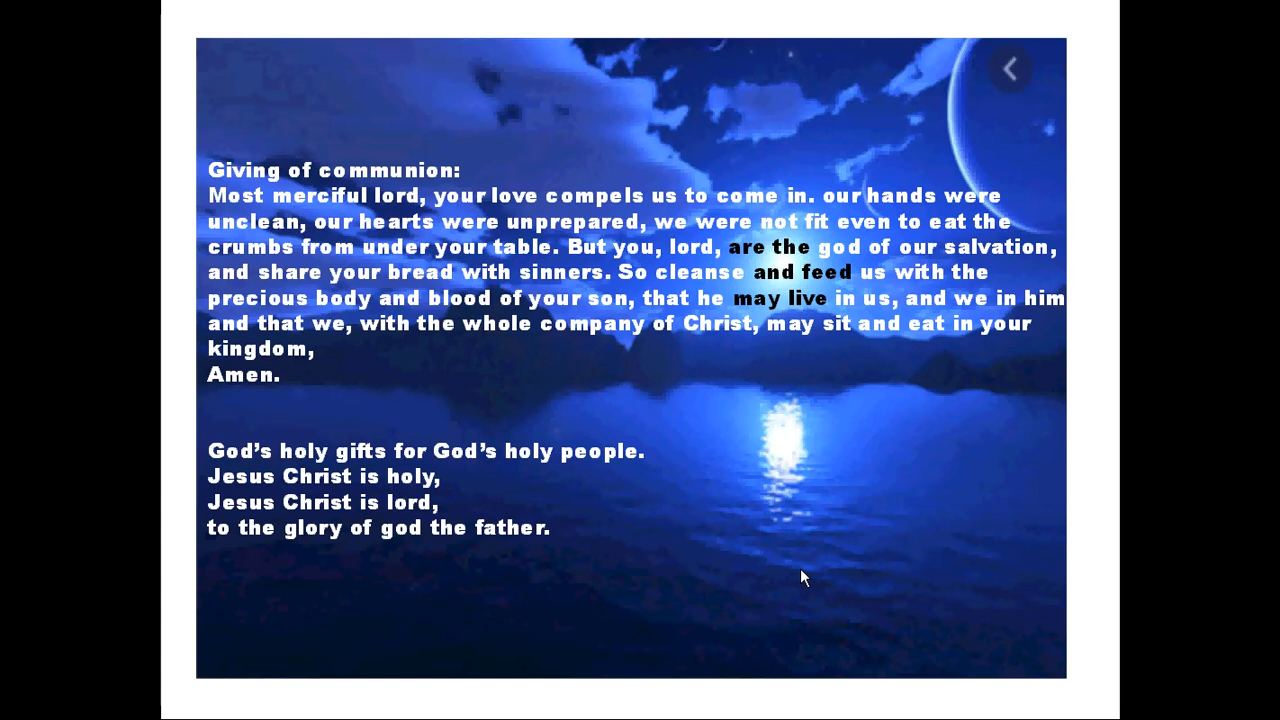 Giving of communion:
Most merciful lord, your love compels us to come in. our hands were
unclean, our hearts were unprepared, we were not fit even to eat the
crumbs from under your table. But you, lord, are the god of our salvation,
and share your bread with sinners. So cleanse and feed us with the
precious body and blood of your son, that he may live in us, and we in him
and that we, with the whole company of Christ, may sit and eat in your
kingdom,
Amen.
God’s holy gifts for God’s holy people.
Jesus Christ is holy,
Jesus Christ is lord,
to the glory of god the father.